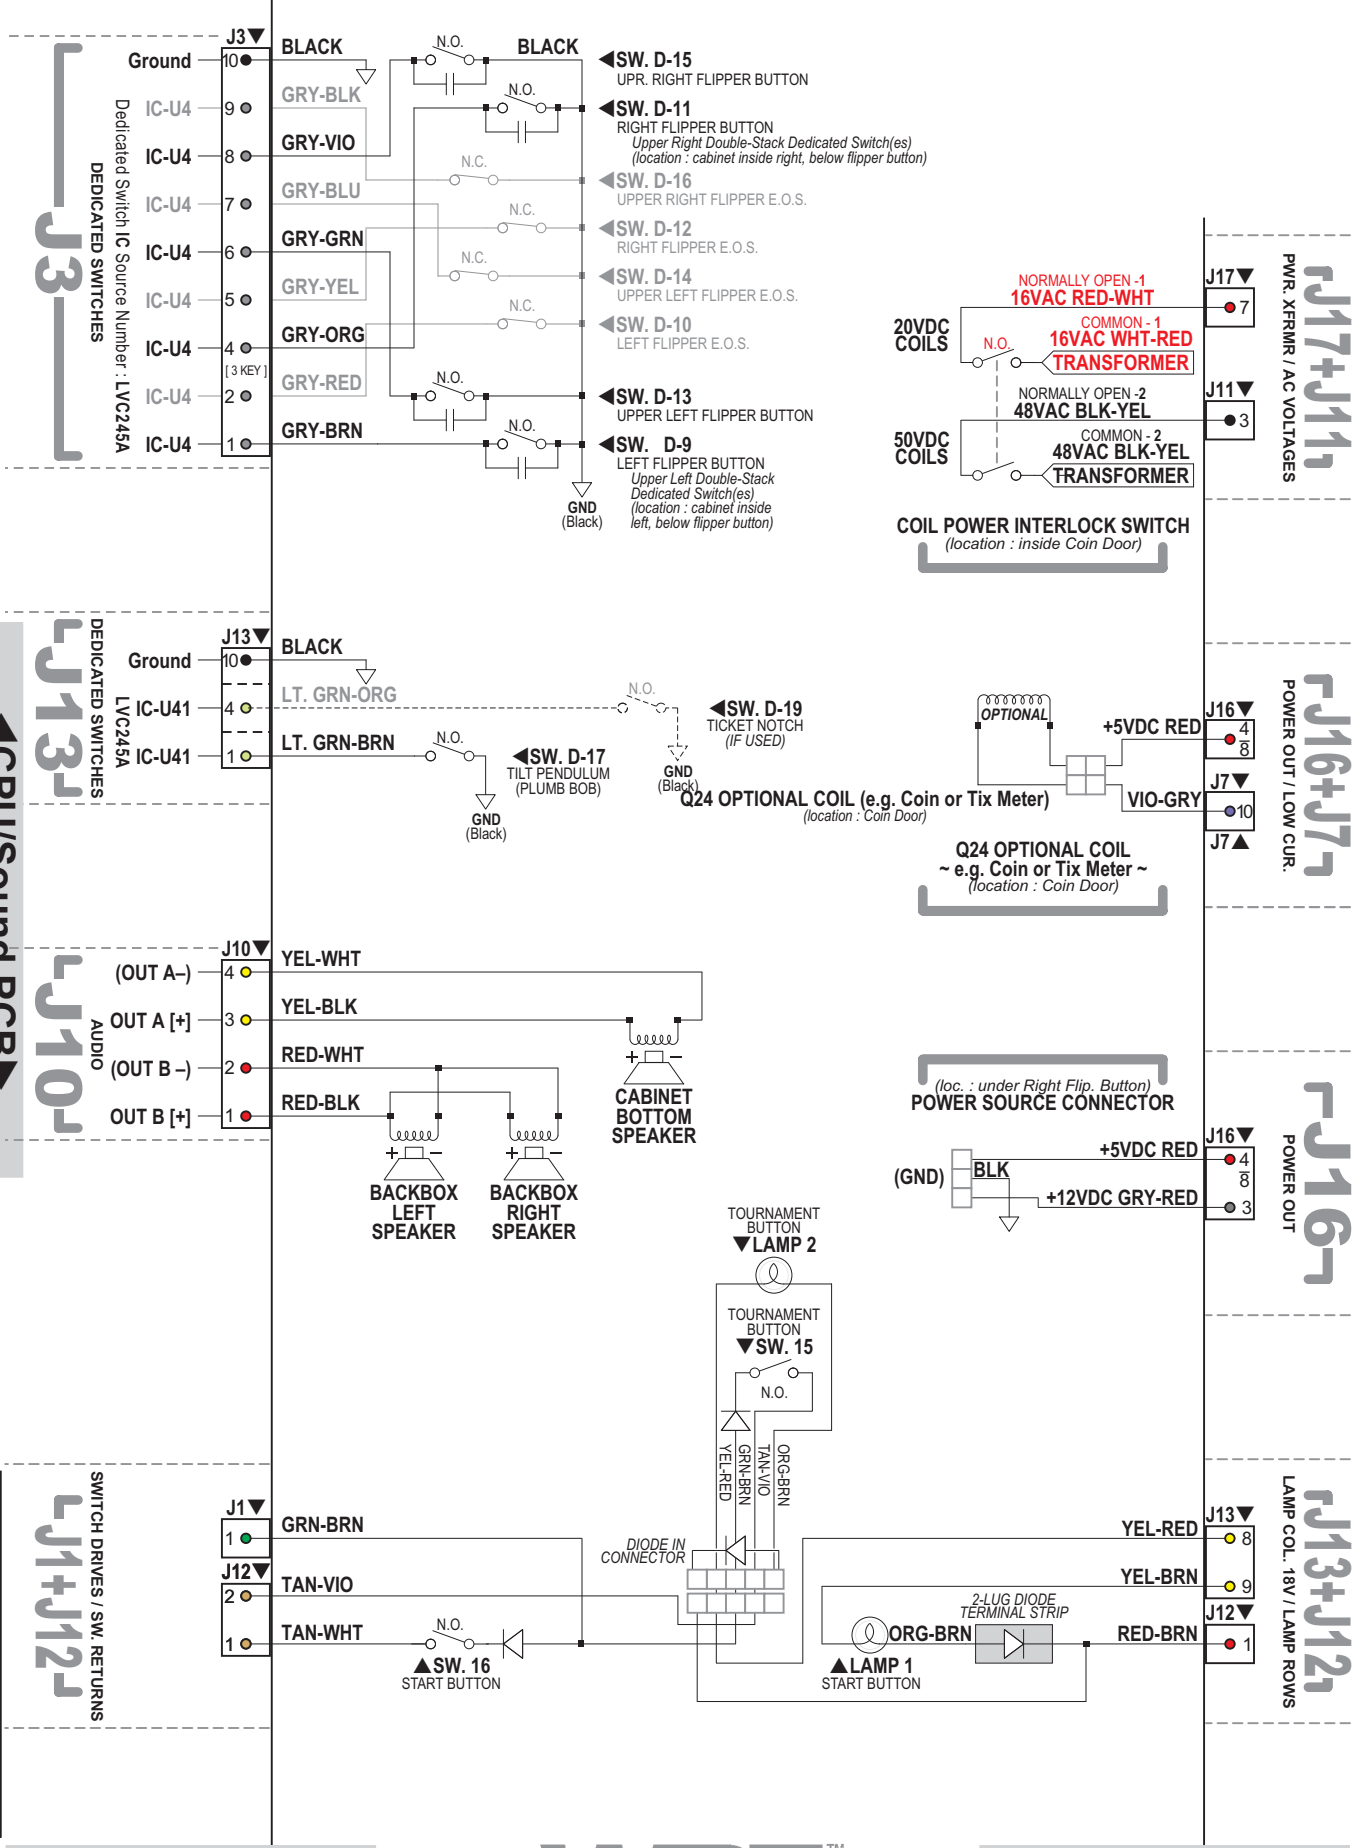 J3▼
Ground
10
BLACK
N.O.
BLACK
◀SW. D-15
UPR. RIGHT FLIPPER BUTTON
IC-U4
9
GRY-BLK
N.O.
◀SW. D-11
RIGHT FLIPPER BUTTON
Upper Right Double-Stack Dedicated Switch(es)
(location : cabinet inside right, below flipper button)
IC-U4
8
GRY-VIO
N.C.
◀SW. D-16
UPPER RIGHT FLIPPER E.O.S.
IC-U4
7
GRY-BLU
N.C.
◀SW. D-12
RIGHT FLIPPER E.O.S.
IC-U4
6
GRY-GRN
N.C.
◀SW. D-14
UPPER LEFT FLIPPER E.O.S.
IC-U4
5
GRY-YEL
N.C.
◀SW. D-10
LEFT FLIPPER E.O.S.
IC-U4
4
GRY-ORG
[ 3 KEY ]
IC-U4
2
GRY-RED
N.O.
◀SW. D-13
UPPER LEFT FLIPPER BUTTON
IC-U4
1
GRY-BRN
N.O.
◀SW. D-9
LEFT FLIPPER BUTTON
Upper Left Double-Stack
Dedicated Switch(es)
(location : cabinet inside
left, below flipper button)
GND
(Black)
Dedicated Switch IC Source Number : LVC245A
DEDICATED SWITCHES
J3
J17▼
NORMALLY OPEN -1
16VAC RED-WHT
7
20VDC
COILS
N.O.
COMMON - 1
16VAC WHT-RED
TRANSFORMER
J11▼
NORMALLY OPEN -2
48VAC BLK-YEL
3
50VDC
COILS
COMMON - 2
48VAC BLK-YEL
TRANSFORMER
COIL POWER INTERLOCK SWITCH
(location : inside Coin Door)
PWR. XFRMR / AC VOLTAGES
J17+J11
J13▼
Ground
10
BLACK
IC-U41
4
LT. GRN-ORG
N.O.
◀SW. D-19
TICKET NOTCH
(IF USED)
GND
(Black)
IC-U41
1
LT. GRN-BRN
N.O.
◀SW. D-17
TILT PENDULUM
(PLUMB BOB)
GND
(Black)
LVC245A
DEDICATED SWITCHES
J13
OPTIONAL
J16▼
+5VDC RED
4
8
J7▼
VIO-GRY
10
J7▲
Q24 OPTIONAL COIL (e.g. Coin or Tix Meter)
(location : Coin Door)
Q24 OPTIONAL COIL
~ e.g. Coin or Tix Meter ~
(location : Coin Door)
POWER OUT / LOW CUR.
J16+J7
◀CPU/Sound PCB▶
J10▼
(OUT A–)
4
YEL-WHT
OUT A [+]
3
YEL-BLK
(OUT B –)
2
RED-WHT
OUT B [+]
1
RED-BLK
AUDIO
J10
+ –
CABINET
BOTTOM
SPEAKER
+ –
BACKBOX
LEFT
SPEAKER
+ –
BACKBOX
RIGHT
SPEAKER
(loc. : under Right Flip. Button)
POWER SOURCE CONNECTOR
J16▼
+5VDC RED
4
8
(GND)
BLK
+12VDC GRY-RED
3
POWER OUT
J16
TOURNAMENT
BUTTON
▼LAMP 2
TOURNAMENT
BUTTON
▼SW. 15
N.O.
YEL-RED
GRN-BRN
TAN-VIO
ORG-BRN
DIODE IN
CONNECTOR
J1▼
1
GRN-BRN
J12▼
2
TAN-VIO
1
TAN-WHT
N.O.
▲SW. 16
START BUTTON
SWITCH DRIVES / SW. RETURNS
J1+J12
J13▼
YEL-RED
8
YEL-BRN
9
2-LUG DIODE
TERMINAL STRIP
J12▼
ORG-BRN
RED-BRN
1
▲LAMP 1
START BUTTON
LAMP COL. 18V / LAMP ROWS
J13+J12
TM